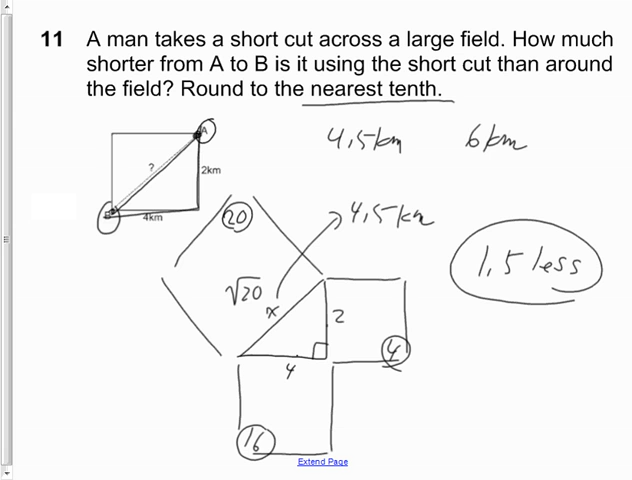 11 A man takes a short cut across a large field. How much
shorter from A to B is it using the short cut than around
the field? Round to the nearest tenth.
4,5km 6km
A
?
2km
B
4km
20
4,5km
1,5 less
√20
x
2
4
4
16
Extend Page